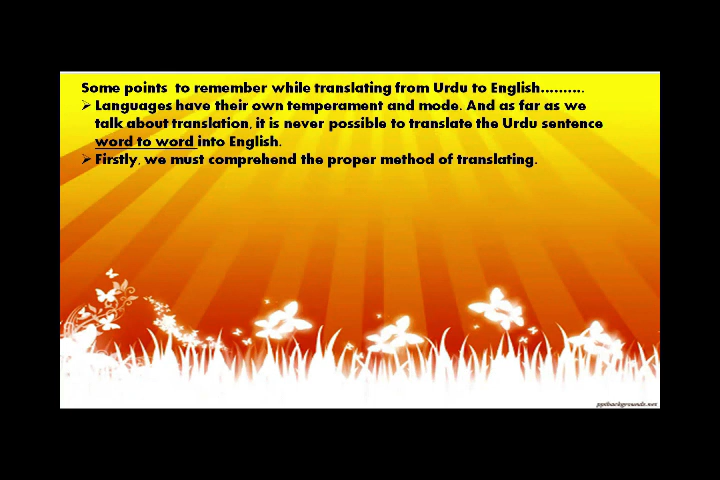 Some points to remember while translating from Urdu to English..........
➢ Languages have their own temperament and mode. And as far as we
talk about translation, it is never possible to translate the Urdu sentence
word to word into English.
➢ Firstly, we must comprehend the proper method of translating.
pptbackgrounds.net